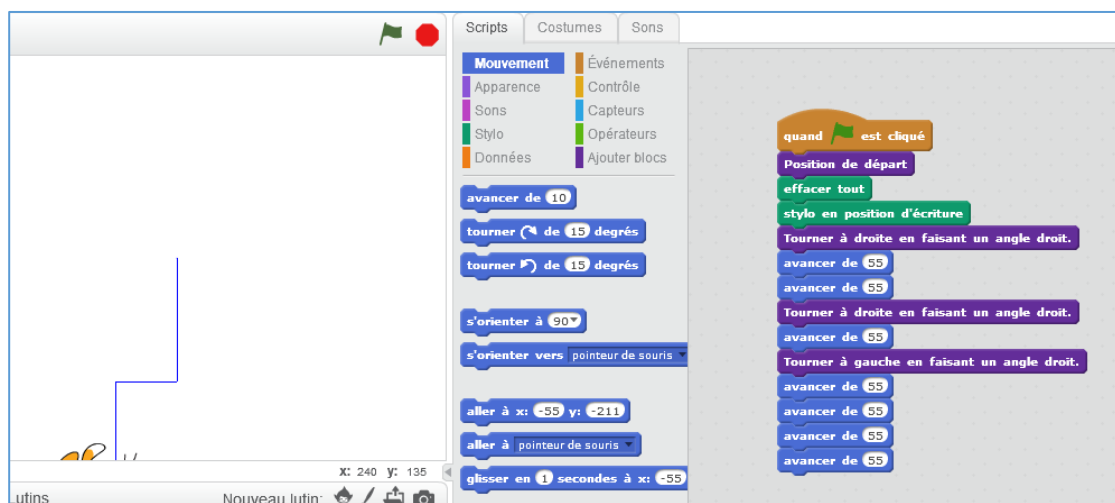 Scripts Costumes Sons
Mouvement Événements
Apparence Contrôle
Sons Capteurs
Stylo Opérateurs
Données Ajouter blocs
avancer de 10
tourner de 15 degrés
tourner de 15 degrés
s'orienter à 90
s'orienter vers pointeur de souris
aller à x: -55 y: -211
aller à pointeur de souris
glisser en 1 secondes à x: -55
quand est cliqué
Position de départ
effacer tout
stylo en position d'écriture
Tourner à droite en faisant un angle droit.
avancer de 55
avancer de 55
Tourner à droite en faisant un angle droit.
avancer de 55
Tourner à gauche en faisant un angle droit.
avancer de 55
avancer de 55
avancer de 55
avancer de 55
x: 240 y: 135
utins Nouveau lutin: